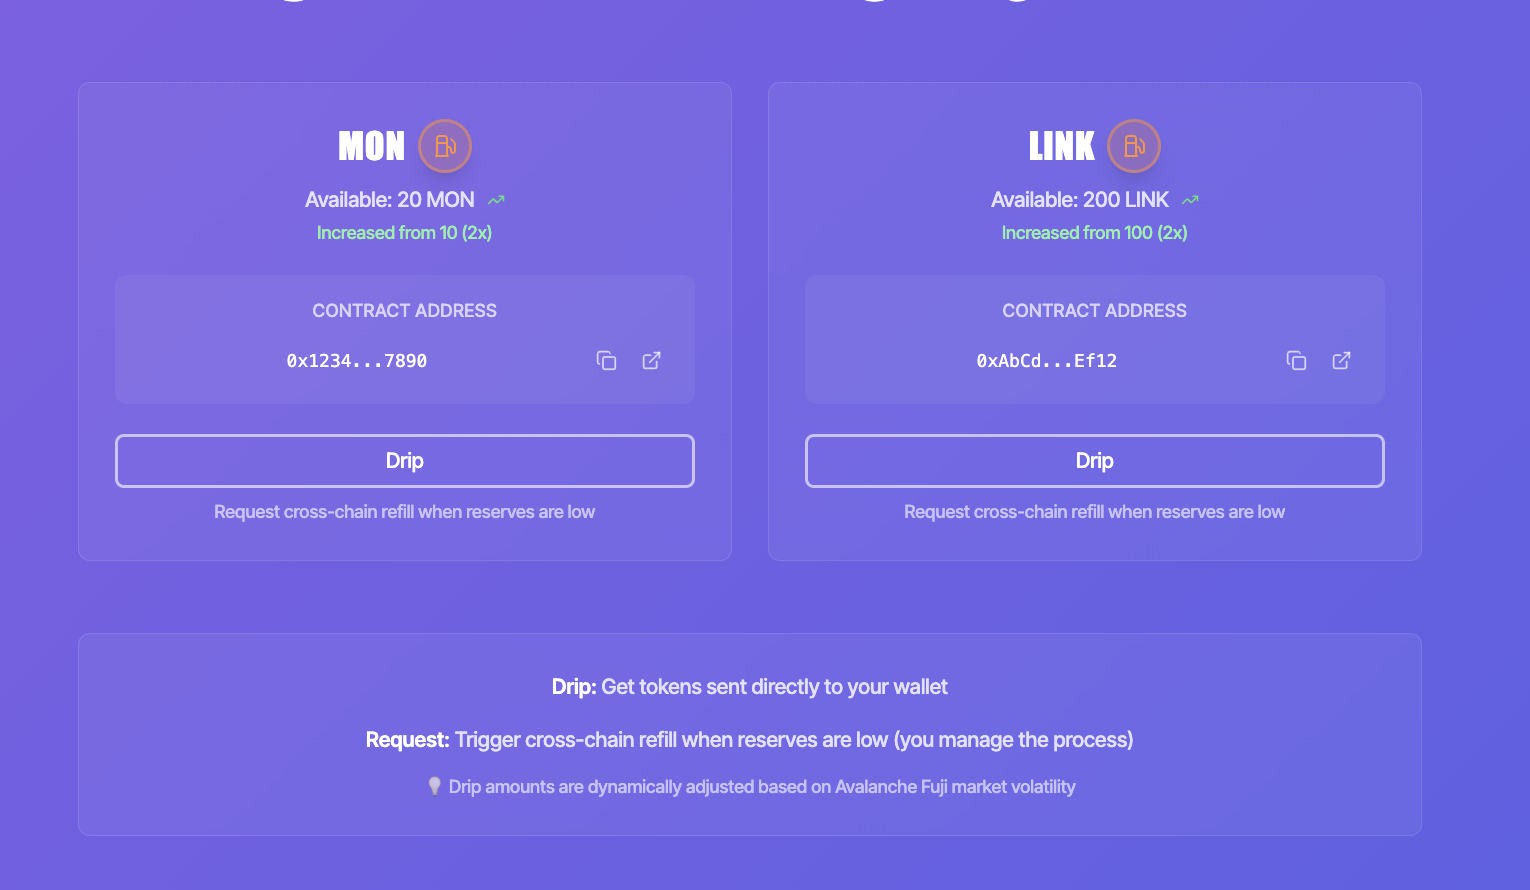 MON
Available: 20 MON
Increased from 10 (2x)
CONTRACT ADDRESS
0x1234...7890
Drip
Request cross-chain refill when reserves are low
LINK
Available: 200 LINK
Increased from 100 (2x)
CONTRACT ADDRESS
0xAbCd...Ef12
Drip
Request cross-chain refill when reserves are low
Drip: Get tokens sent directly to your wallet
Request: Trigger cross-chain refill when reserves are low (you manage the process)
Drip amounts are dynamically adjusted based on Avalanche Fuji market volatility